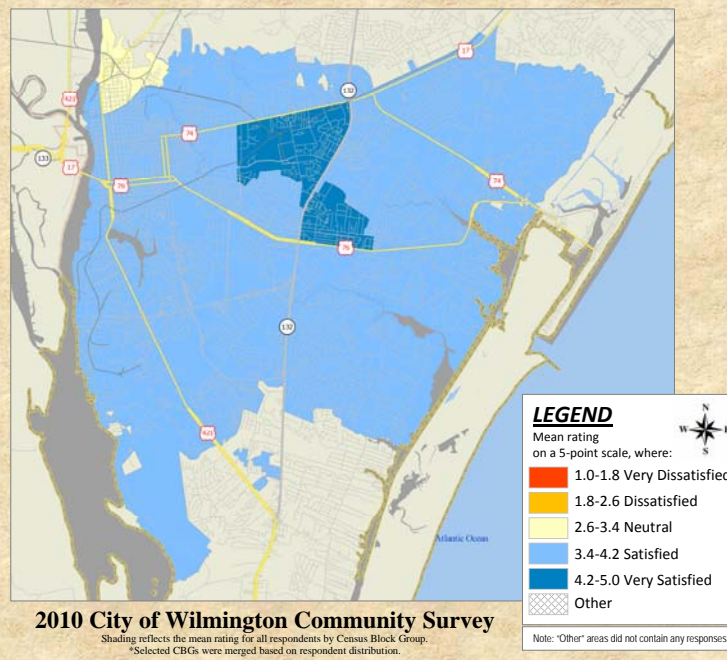 17
132
421
74
133
17
76
74
76
132
421
Atlantic Ocean
LEGEND
Mean rating
on a 5-point scale, where:
N
W
S
1.0-1.8 Very Dissatisfied
1.8-2.6 Dissatisfied
2.6-3.4 Neutral
3.4-4.2 Satisfied
4.2-5.0 Very Satisfied
Other
Note: "Other" areas did not contain any responses
2010 City of Wilmington Community Survey
Shading reflects the mean rating for all respondents by Census Block Group.
*Selected CBGs were merged based on respondent distribution.